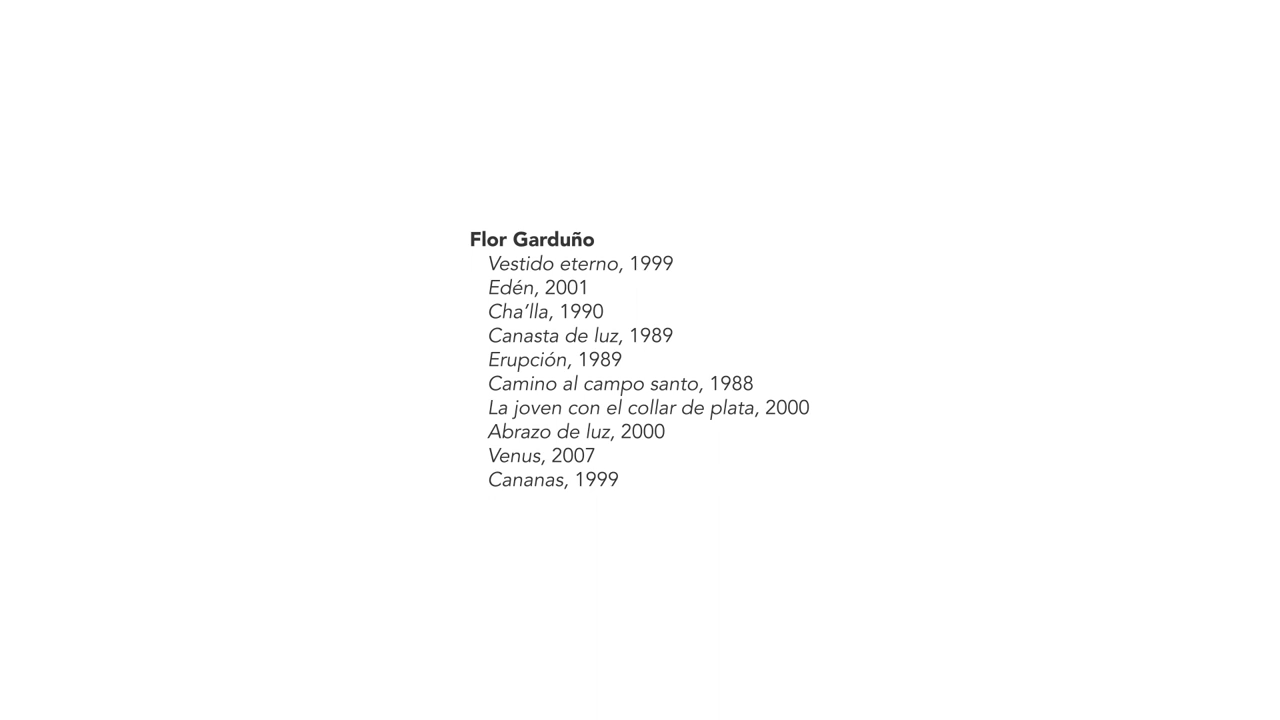 Flor Garduño
Vestido eterno, 1999
Edén, 2001
Cha’lla, 1990
Canasta de luz, 1989
Erupción, 1989
Camino al campo santo, 1988
La joven con el collar de plata, 2000
Abrazo de luz, 2000
Venus, 2007
Cananas, 1999